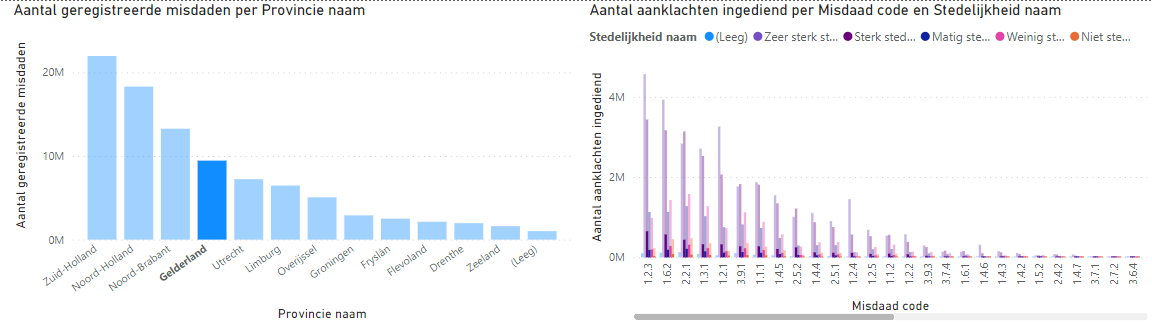 Aantal geregistreerde misdaden per Provincie naam
Aantal geregistreerde misdaden
20M
10M
0M
Zuid-Holland
Noord-Holland
Noord-Brabant
Gelderland
Utrecht
Limburg
Overijssel
Groningen
Fryslân
Flevoland
Drenthe
Zeeland
(Leeg)
Provincie naam
Aantal aanklachten ingediend per Misdaad code en Stedelijkheid naam
Stedelijkheid naam (Leeg) Zeer sterk st... Sterk sted... Matig ste... Weinig st... Niet ste...
Aantal aanklachten ingediend
4M
2M
0M
1.2.3
1.6.2
2.2.1
1.3.1
1.2.1
3.9.1
1.1.1
1.4.5
2.5.2
1.4.4
2.5.1
1.2.4
1.2.5
1.1.2
1.2.2
3.9.3
3.7.4
1.6.1
1.4.6
1.4.3
1.4.2
1.5.2
2.4.2
1.4.7
3.7.1
2.7.2
3.6.4
Misdaad code